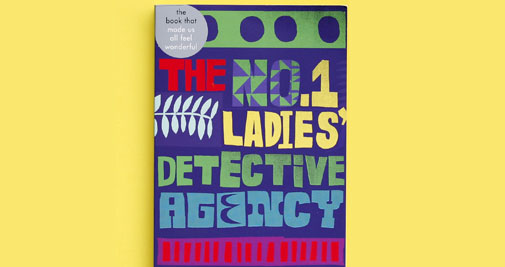 the
book that
made us
all feel
wonderful
THE NO.1
LADIES'
DETECTIVE
AGENCY